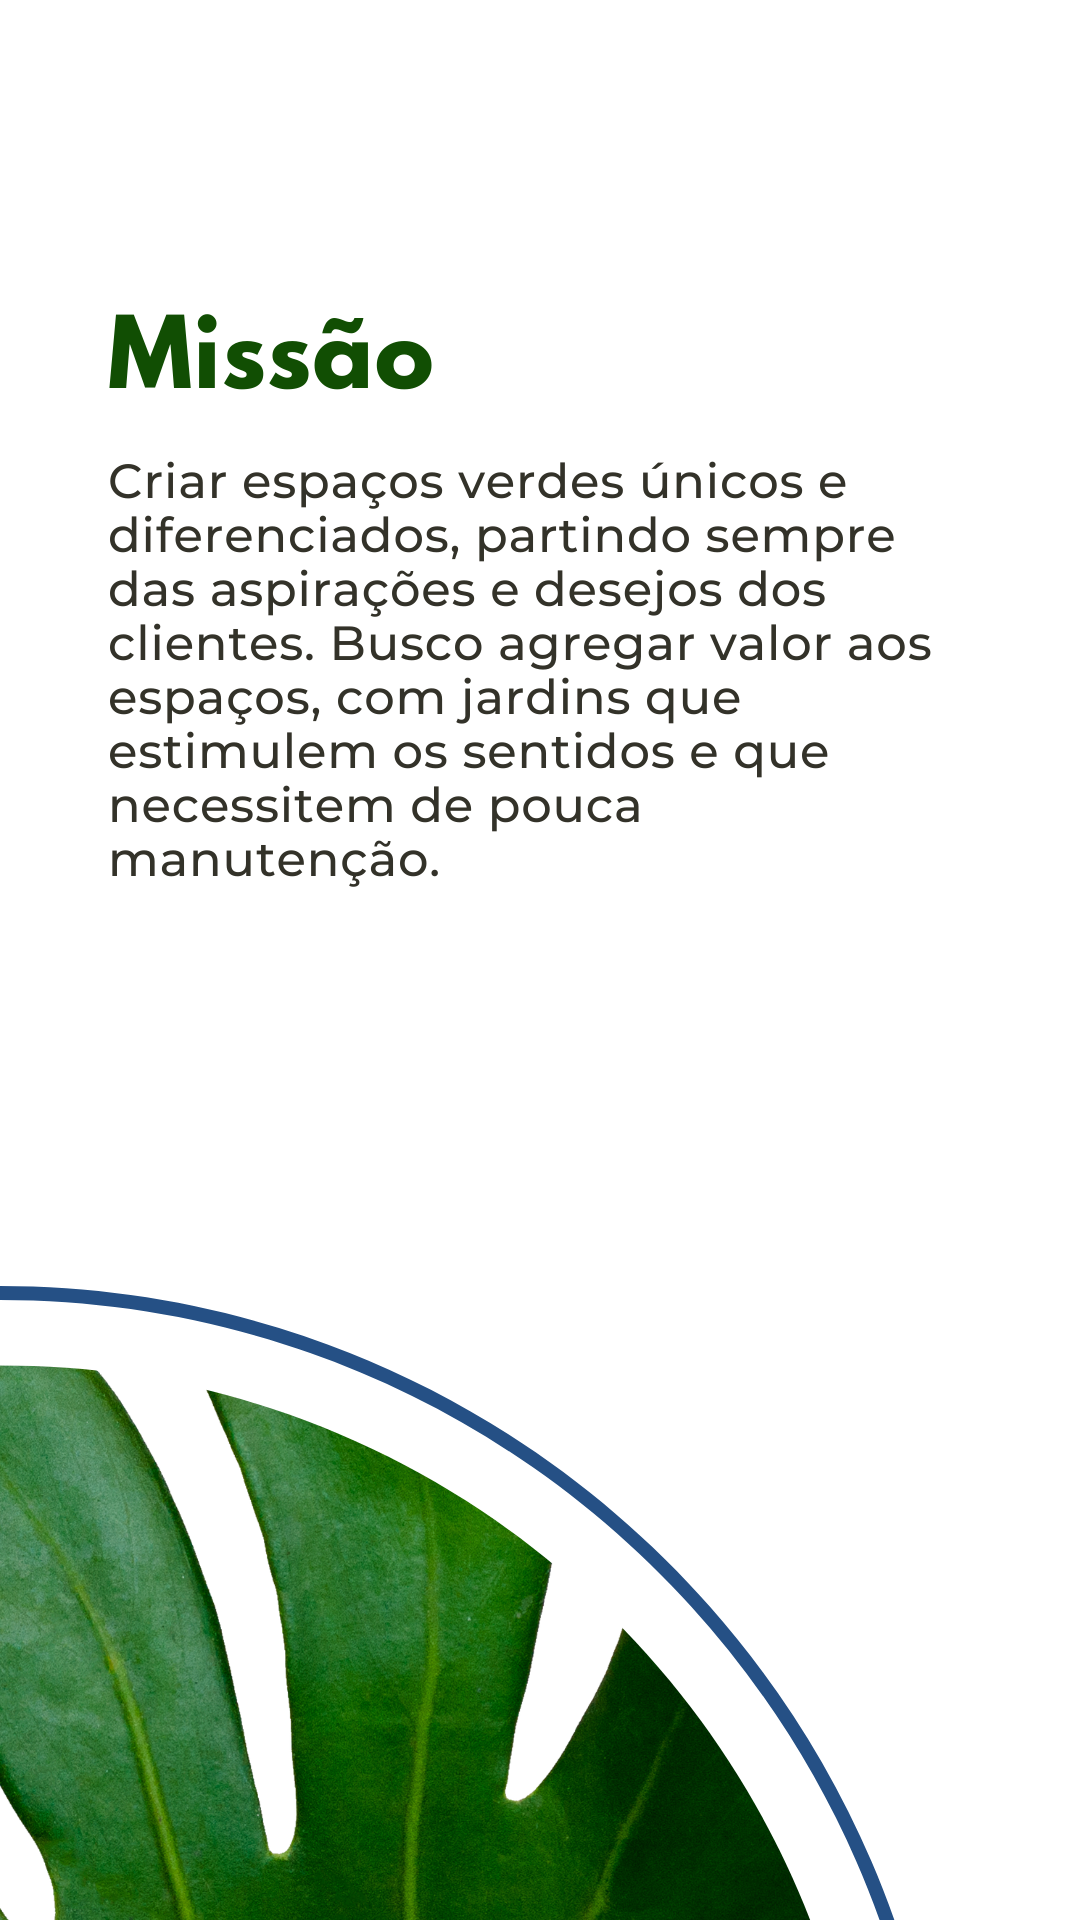 Missão
Criar espaços verdes únicos e
diferenciados, partindo sempre
das aspirações e desejos dos
clientes. Busco agregar valor aos
espaços, com jardins que
estimulem os sentidos e que
necessitem de pouca
manutenção.